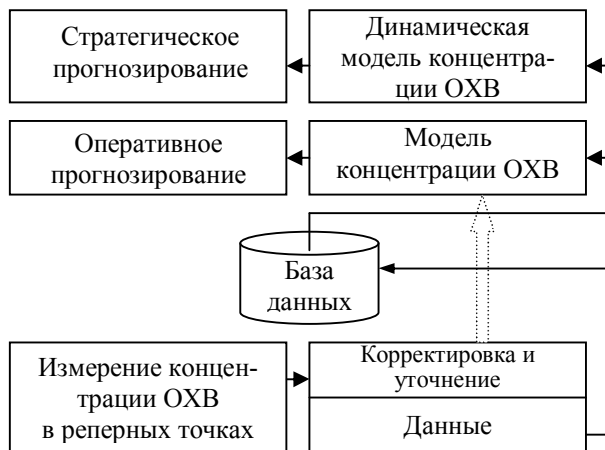 Стратегическое
прогнозирование
Динамическая
модель концентра-
ции ОХВ
Оперативное
прогнозирование
Модель
концентрации ОХВ
База
данных
Измерение концен-
трации ОХВ
в реперных точках
Корректировка и
уточнение
Данные